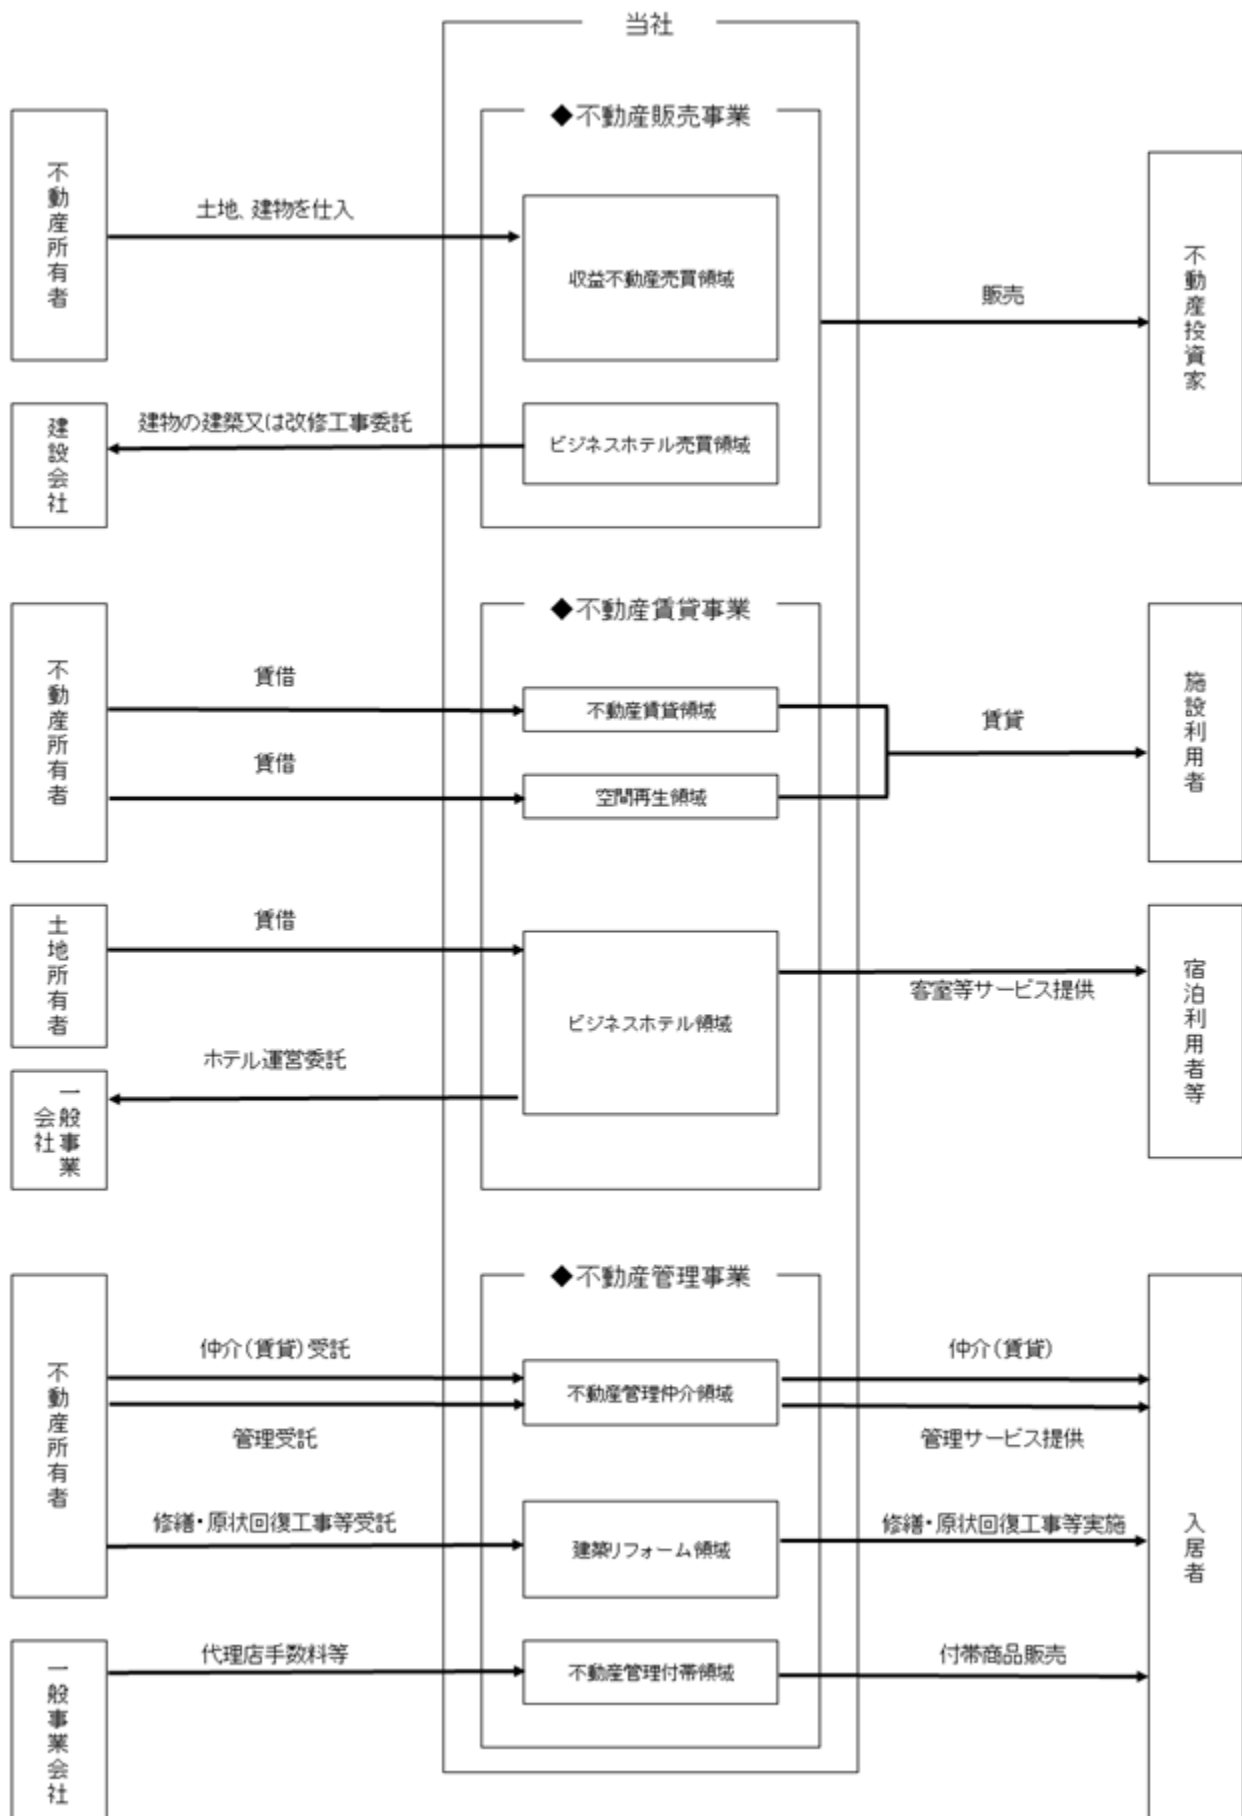 当社
◆不動産販売事業
不動産所有者
土地、建物を仕入
収益不動産売買領域
販売
不動産投資家
建設会社
建物の建築又は改修工事委託
ビジネスホテル売買領域
◆不動産賃貸事業
不動産所有者
賃借
不動産賃貸領域
賃貸
施設利用者
賃借
空間再生領域
土地所有者
賃借
ビジネスホテル領域
客室等サービス提供
宿泊利用者等
ホテル運営委託
一般事業
会社
◆不動産管理事業
不動産所有者
仲介(賃貸)受託
管理受託
不動産管理仲介領域
仲介(賃貸)
管理サービス提供
修繕・原状回復工事等受託
建築リフォーム領域
修繕・原状回復工事等実施
入居者
一般事業会社
代理店手数料等
不動産管理付帯領域
付帯商品販売